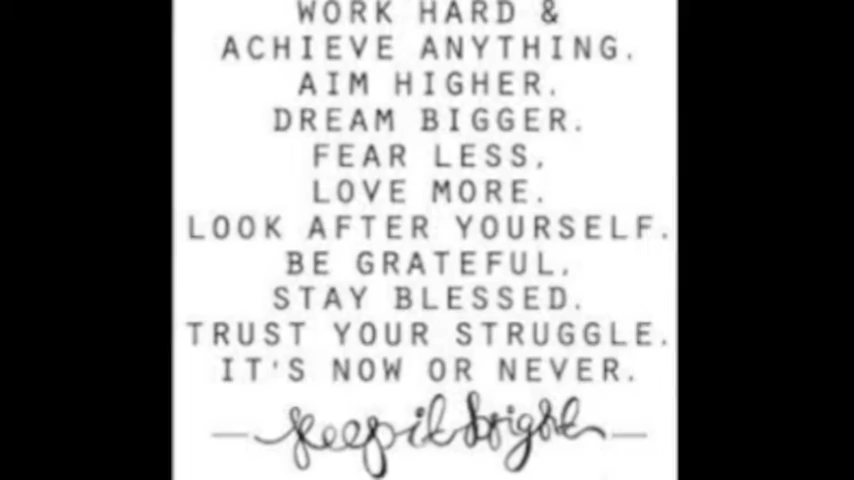 WORK HARD &
ACHIEVE ANYTHING.
AIM HIGHER.
DREAM BIGGER.
FEAR LESS.
LOVE MORE.
LOOK AFTER YOURSELF.
BE GRATEFUL.
STAY BLESSED.
TRUST YOUR STRUGGLE.
IT'S NOW OR NEVER.
— keep it bright —